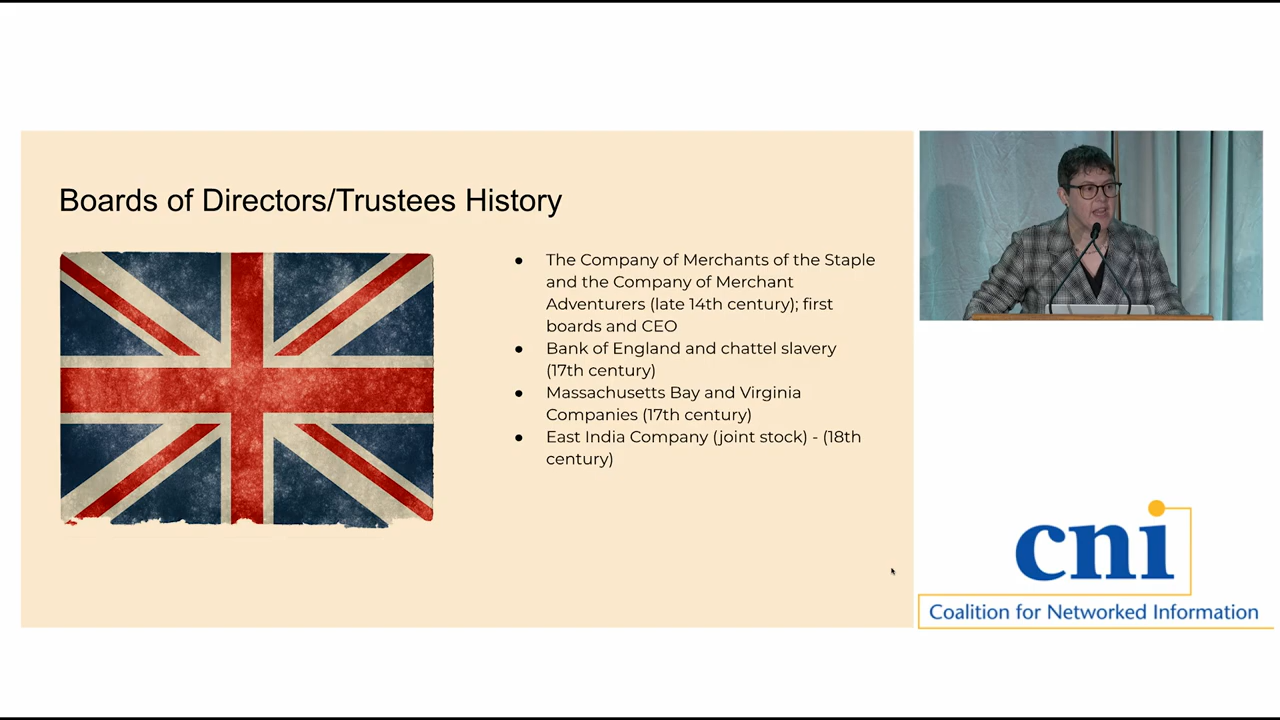 Boards of Directors/Trustees History
● The Company of Merchants of the Staple
and the Company of Merchant
Adventurers (late 14th century); first
boards and CEO
● Bank of England and chattel slavery
(17th century)
● Massachusetts Bay and Virginia
Companies (17th century)
● East India Company (joint stock) - (18th
century)
cni
Coalition for Networked Information